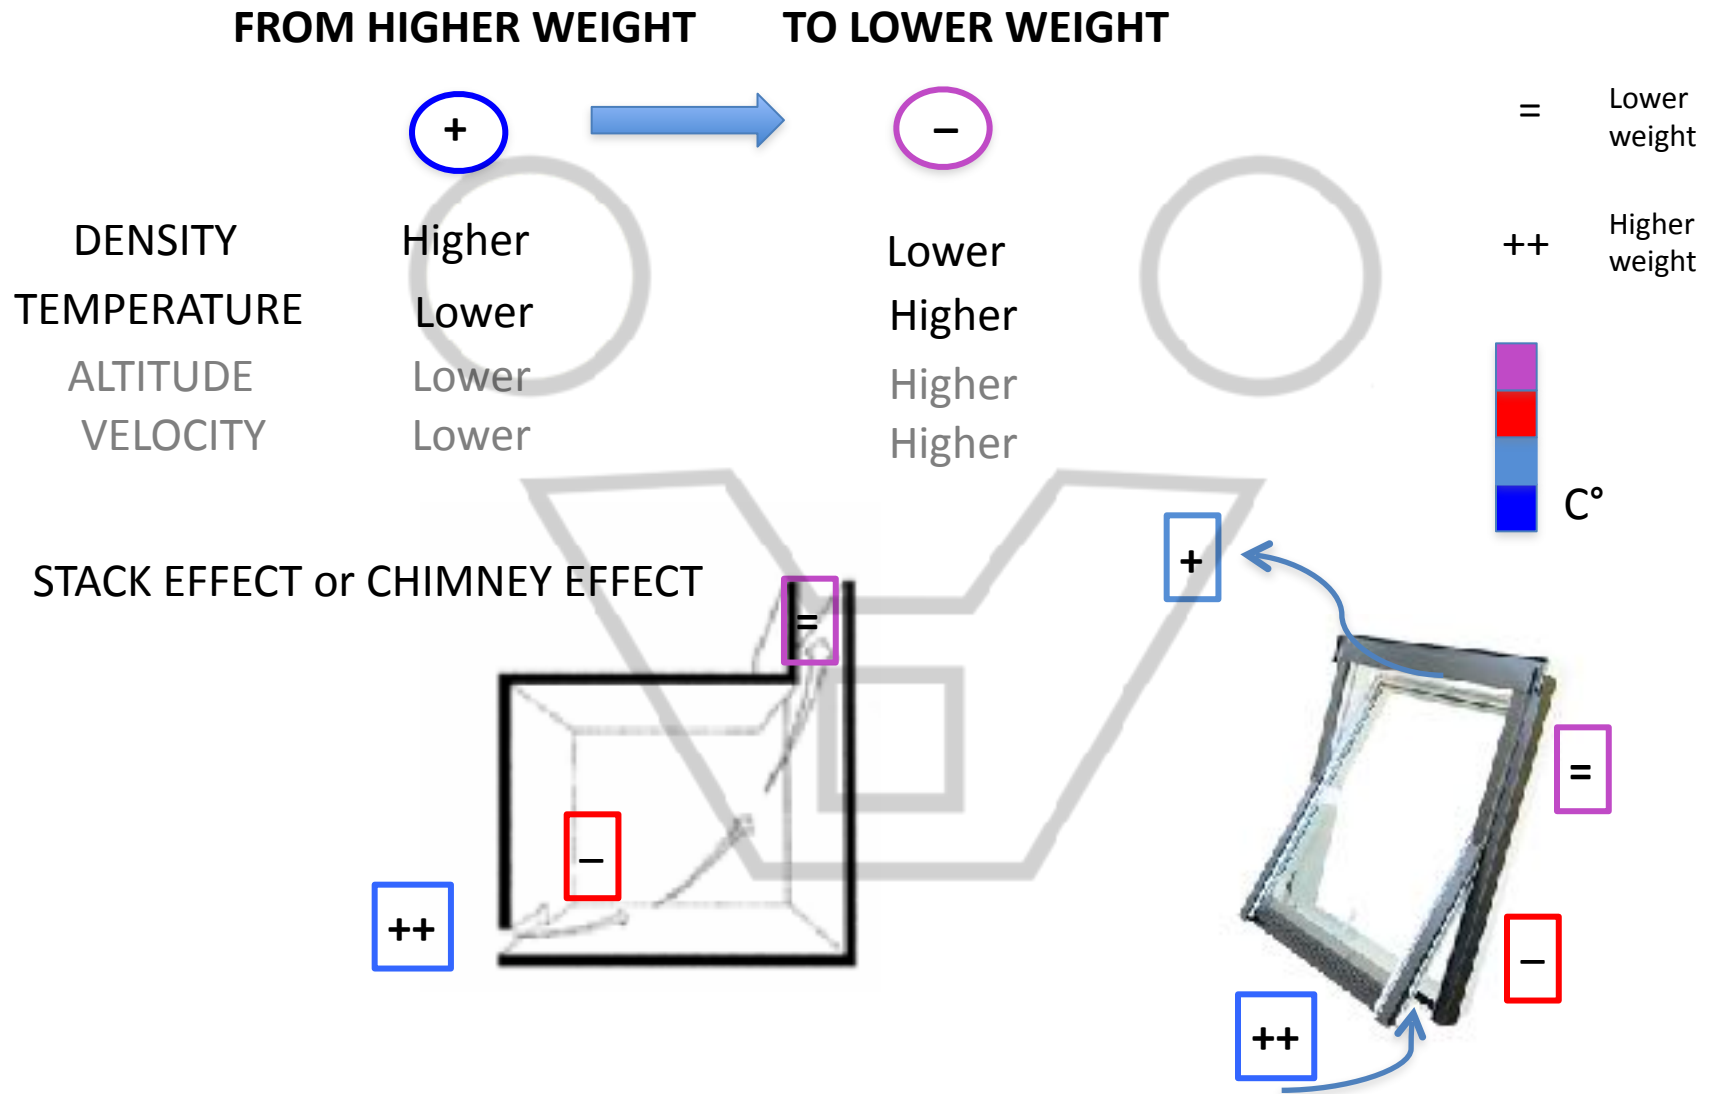 FROM HIGHER WEIGHT TO LOWER WEIGHT
+ –
= Lower weight
DENSITY Higher Lower
++ Higher weight
TEMPERATURE Lower Higher
ALTITUDE Lower Higher
VELOCITY Lower Higher
C°
+
STACK EFFECT or CHIMNEY EFFECT
=
=
–
++
–
++